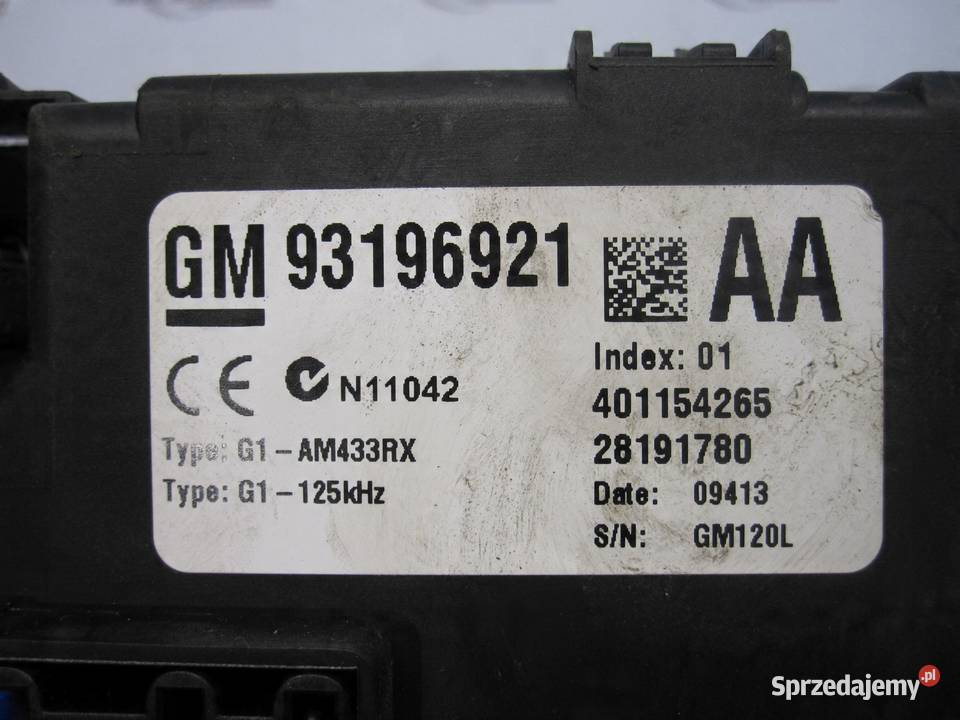 GM 93196921 AA
CE N11042
Type: G1-AM433RX
Type: G1-125kHz
Index: 01
401154265
28191780
Date: 09413
S/N: GM120L
Sprzedajemy.pl